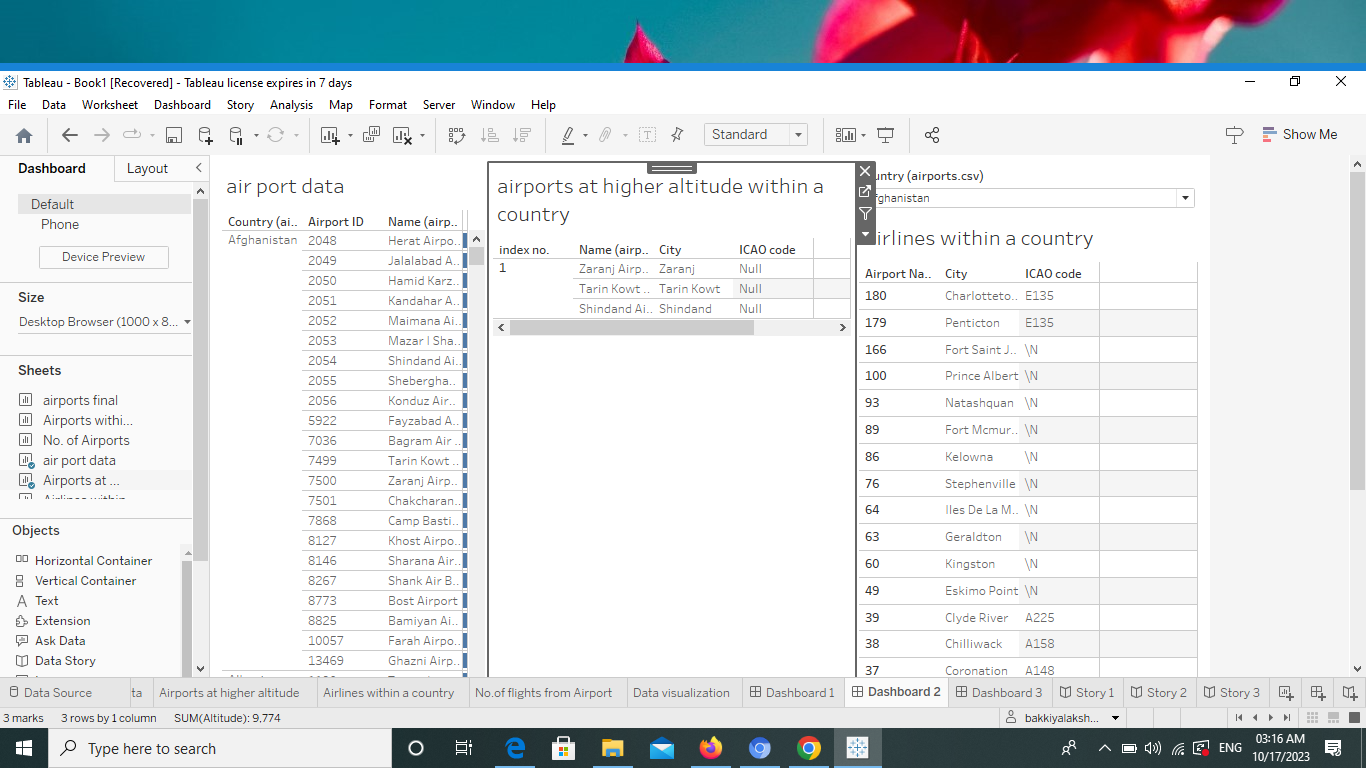 Tableau - Book1 [Recovered] - Tableau license expires in 7 days
File Data Worksheet Dashboard Story Analysis Map Format Server Window Help
Standard
Show Me
Dashboard Layout
Default
Phone
Device Preview
Size
Desktop Browser (1000 x 8...
Sheets
airports final
Airports withi...
No. of Airports
air port data
Airports at ...
Airlines within
Objects
Horizontal Container
Vertical Container
Text
Extension
Ask Data
Data Story
air port data
Country (ai.. Airport ID Name (airp..
Afghanistan 2048 Herat Airpo..
2049 Jalalabad A..
2050 Hamid Karz..
2051 Kandahar A..
2052 Maimana Ai..
2053 Mazar I Sha..
2054 Shindand Ai..
2055 Shebergha..
2056 Konduz Air..
5922 Fayzabad A..
7036 Bagram Air ..
7499 Tarin Kowt ..
7500 Zaranj Airp..
7501 Chakcharan..
7868 Camp Basti..
8127 Khost Airpo..
8146 Sharana Air..
8267 Shank Air B..
8773 Bost Airport
8825 Bamiyan Ai..
10057 Farah Airpo..
13469 Ghazni Airp..
airports at higher altitude within a
country
index no. Name (airp.. City ICAO code
1 Zaranj Airp.. Zaranj Null
Tarin Kowt .. Tarin Kowt Null
Shindand Ai.. Shindand Null
untry (airports.csv)
fghanistan
irlines within a country
Airport Na.. City ICAO code
180 Charlotteto.. E135
179 Penticton E135
166 Fort Saint J.. \N
100 Prince Albert \N
93 Natashquan \N
89 Fort Mcmur.. \N
86 Kelowna \N
76 Stephenville \N
64 Iles De La M.. \N
63 Geraldton \N
60 Kingston \N
49 Eskimo Point \N
39 Clyde River A225
38 Chilliwack A158
37 Coronation A148
Data Source ta Airports at higher altitude Airlines within a country No.of flights from Airport Data visualization Dashboard 1 Dashboard 2 Dashboard 3 Story 1 Story 2 Story 3
3 marks 3 rows by 1 column SUM(Altitude): 9,774 bakkiyalaksh...
Type here to search
ENG
03:16 AM
10/17/2023